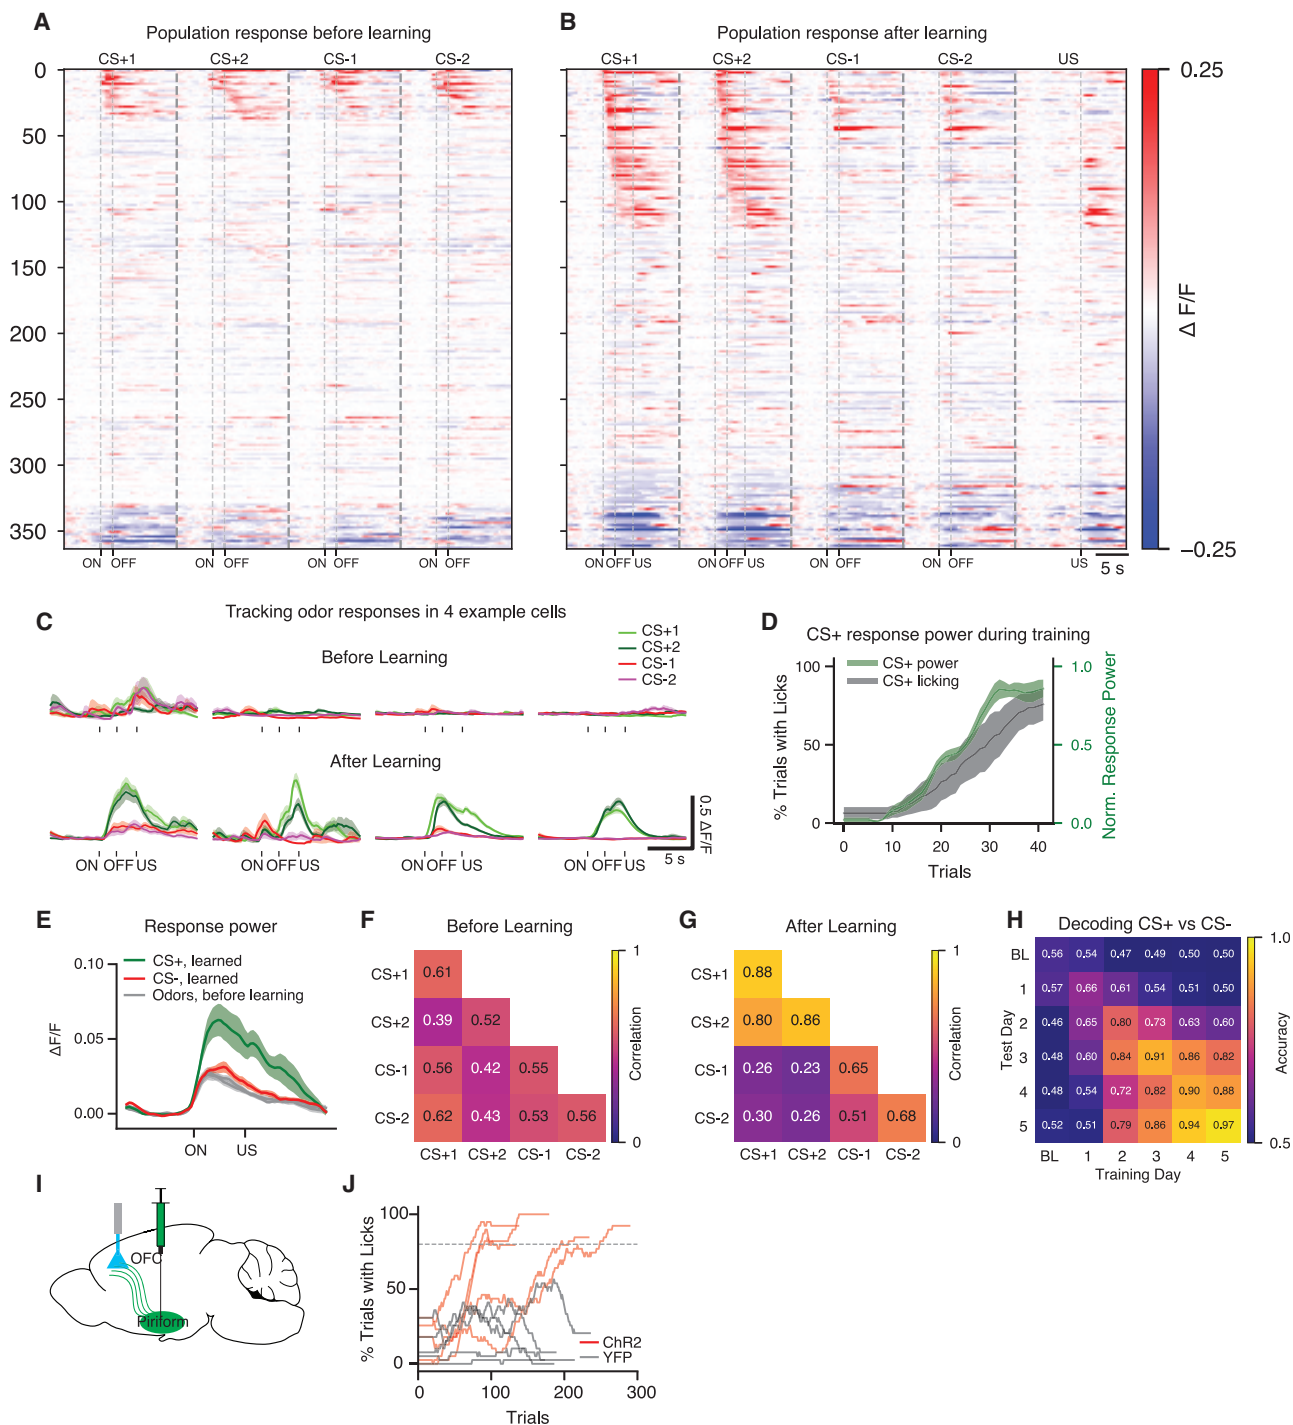 A
Population response before learning
CS+1 CS+2 CS-1 CS-2
0
50
100
150
200
250
300
350
ON OFF ON OFF ON OFF ON OFF
B
Population response after learning
CS+1 CS+2 CS-1 CS-2 US
ON OFF US ON OFF US ON OFF ON OFF US
5 s
0.25
Δ F/F
−0.25
C
Tracking odor responses in 4 example cells
CS+1
CS+2
CS-1
CS-2
Before Learning
After Learning
0.5 ΔF/F
5 s
ON OFF US ON OFF US ON OFF US ON OFF US
D
CS+ response power during training
CS+ power
CS+ licking
100
50
0
% Trials with Licks
1.0
0.5
0.0
Norm. Response Power
0 10 20 30 40
Trials
E
Response power
CS+, learned
CS-, learned
Odors, before learning
0.10
0.05
0.00
ΔF/F
ON US
F
Before Learning
CS+1 0.61
CS+2 0.39 0.52
CS-1 0.56 0.42 0.55
CS-2 0.62 0.43 0.53 0.56
CS+1 CS+2 CS-1 CS-2
1
Correlation
0
G
After Learning
CS+1 0.88
CS+2 0.80 0.86
CS-1 0.26 0.23 0.65
CS-2 0.30 0.26 0.51 0.68
CS+1 CS+2 CS-1 CS-2
1
Correlation
0
H
Decoding CS+ vs CS-
BL 0.56 0.54 0.47 0.49 0.50 0.50
1 0.57 0.66 0.61 0.54 0.51 0.50
2 0.46 0.65 0.80 0.73 0.63 0.60
3 0.48 0.60 0.84 0.91 0.86 0.82
4 0.48 0.54 0.72 0.82 0.90 0.88
5 0.52 0.51 0.79 0.86 0.94 0.97
BL 1 2 3 4 5
Test Day
Training Day
1.0
Accuracy
0.5
I
OFC
Piriform
J
100
50
0
% Trials with Licks
ChR2
YFP
0 100 200 300
Trials